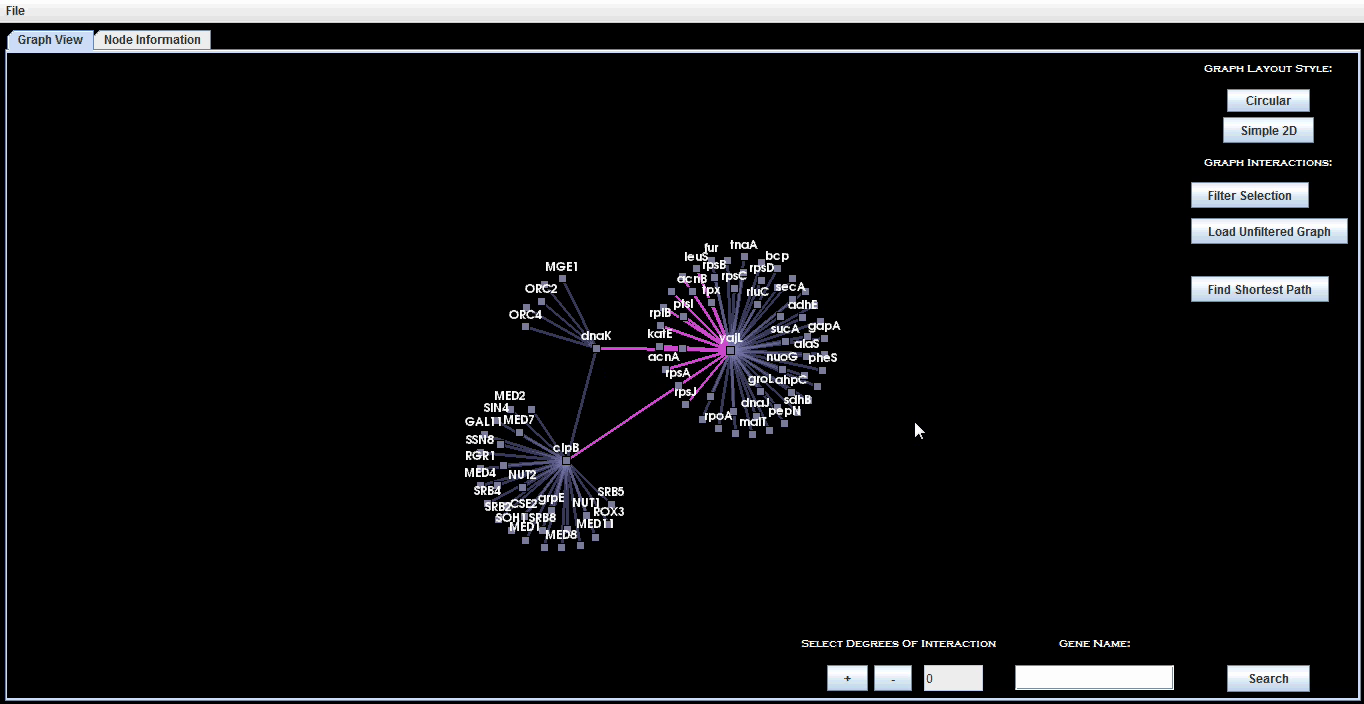 File
Graph View
Node Information
GRAPH LAYOUT STYLE:
Circular
Simple 2D
GRAPH INTERACTIONS:
Filter Selection
Load Unfiltered Graph
Find Shortest Path
fur
tnaA
leuS
rpsB
bcp
MGE1
acnB
rpsC
rpsD
ORC2
fpx
rluC
secA
ptsI
adhE
ORC4
rplB
gapA
dnaK
katE
yajL
sucA
alaS
acnA
nuoG
pheS
rpsA
groL
ahpC
rpsJ
sdhB
MED2
dnaJ
SIN4
pepN
GAL11
MED7
rpoA
malT
SSN8
clpB
RGR1
MED4
NUT2
SRB4
SRB5
SRB2
CSE2
grpE
NUT1
ROX3
SOH1
SRB8
MED1
MED11
MED8
SELECT DEGREES OF INTERACTION
GENE NAME:
+
-
0
Search